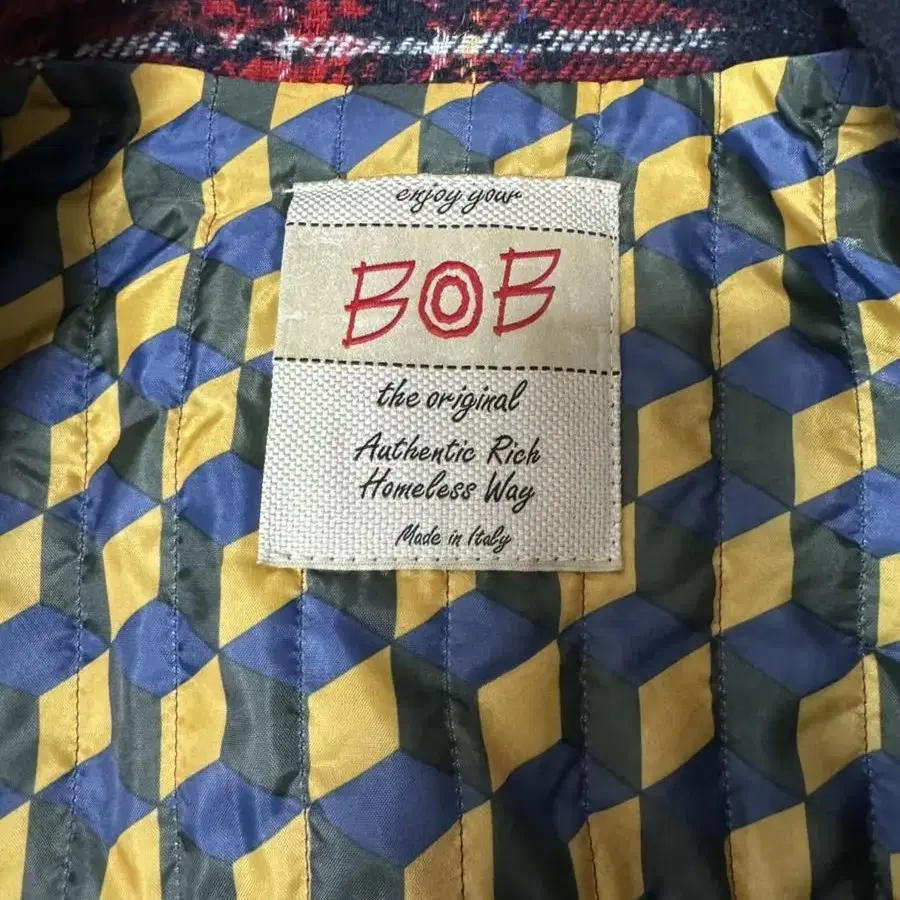 enjoy your
BOB
the original
Authentic Rich
Homeless Way
Made in Italy